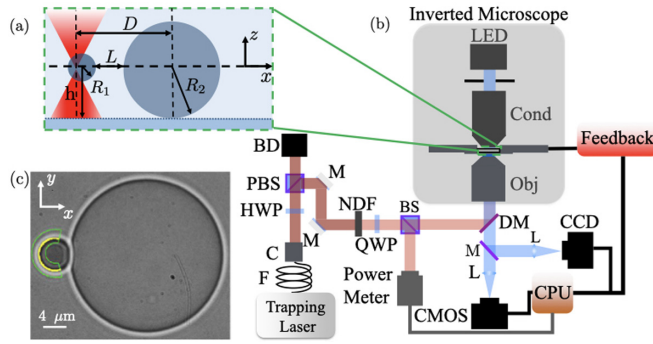 (a)
D
L
R₁
h
R₂
z
x
(b)
Inverted Microscope
LED
Cond
Obj
Feedback
BD
M
PBS
NDF
BS
HWP
QWP
DM
CCD
M
L
M
C
L
F
Power
Meter
CMOS
CPU
Trapping
Laser
(c)
y
x
4 μm